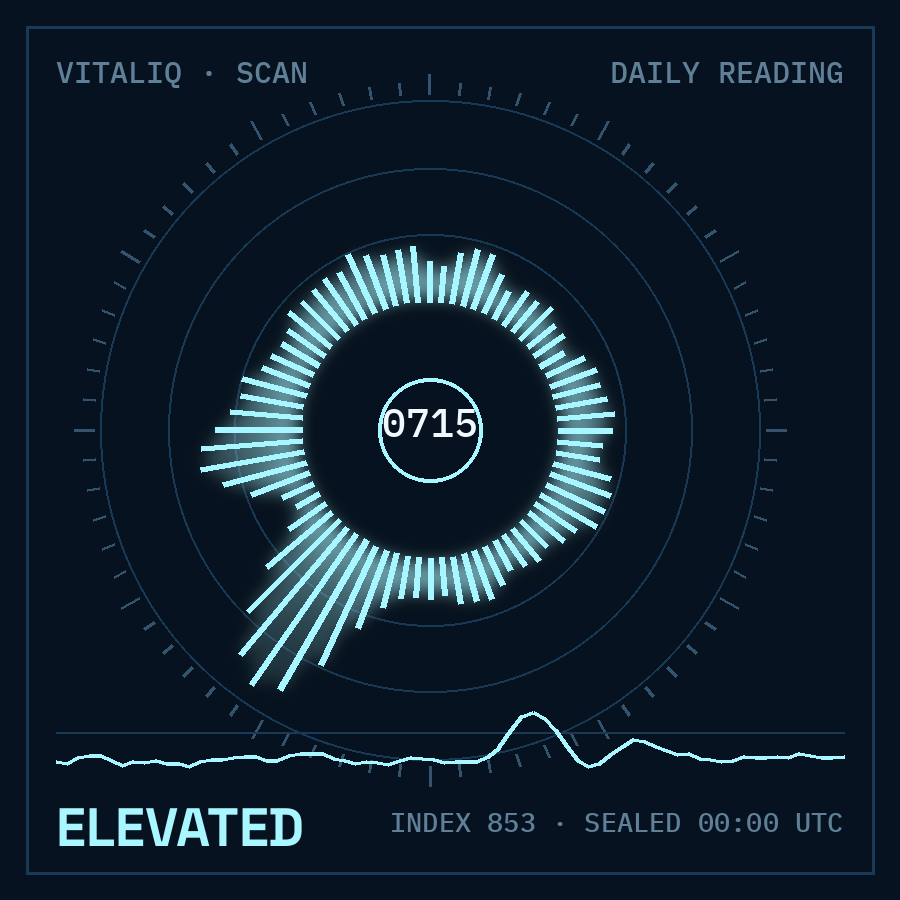 VITALIQ · SCAN
DAILY READING
0715
ELEVATED
INDEX 853 · SEALED 00:00 UTC